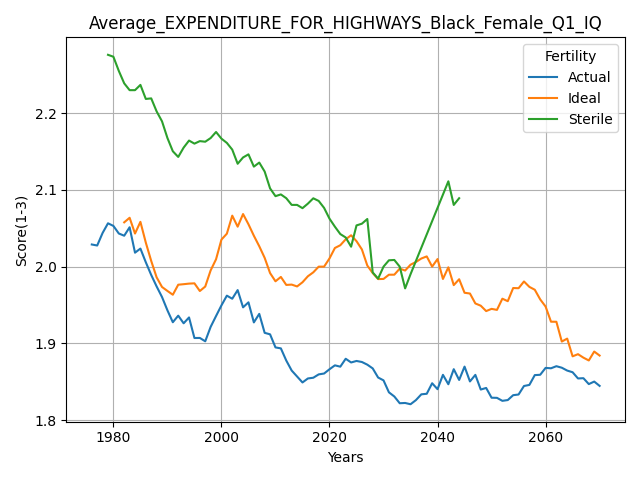 Average_EXPENDITURE_FOR_HIGHWAYS_Black_Female_Q1_IQ
Fertility
Actual
Ideal
Sterile
Score(1-3)
2.2
2.1
2.0
1.9
1.8
1980
2000
2020
2040
2060
Years